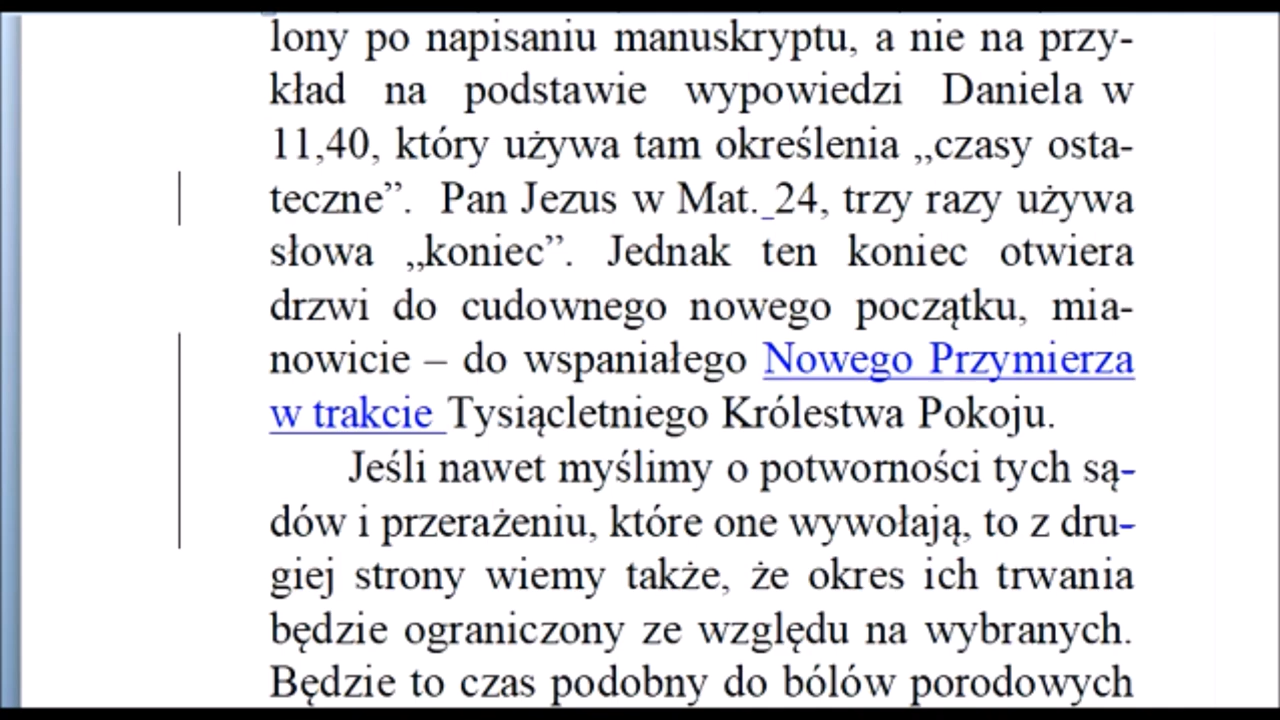 lony po napisaniu manuskryptu, a nie na przy-
kład na podstawie wypowiedzi Daniela w
11,40, który używa tam określenia „czasy osta-
teczne”. Pan Jezus w Mat. 24, trzy razy używa
słowa „koniec”. Jednak ten koniec otwiera
drzwi do cudownego nowego początku, mia-
nowicie – do wspaniałego Nowego Przymierza
w trakcie Tysiącletniego Królestwa Pokoju.
Jeśli nawet myślimy o potworności tych są-
dów i przerażeniu, które one wywołają, to z dru-
giej strony wiemy także, że okres ich trwania
będzie ograniczony ze względu na wybranych.
Będzie to czas podobny do bólów porodowych